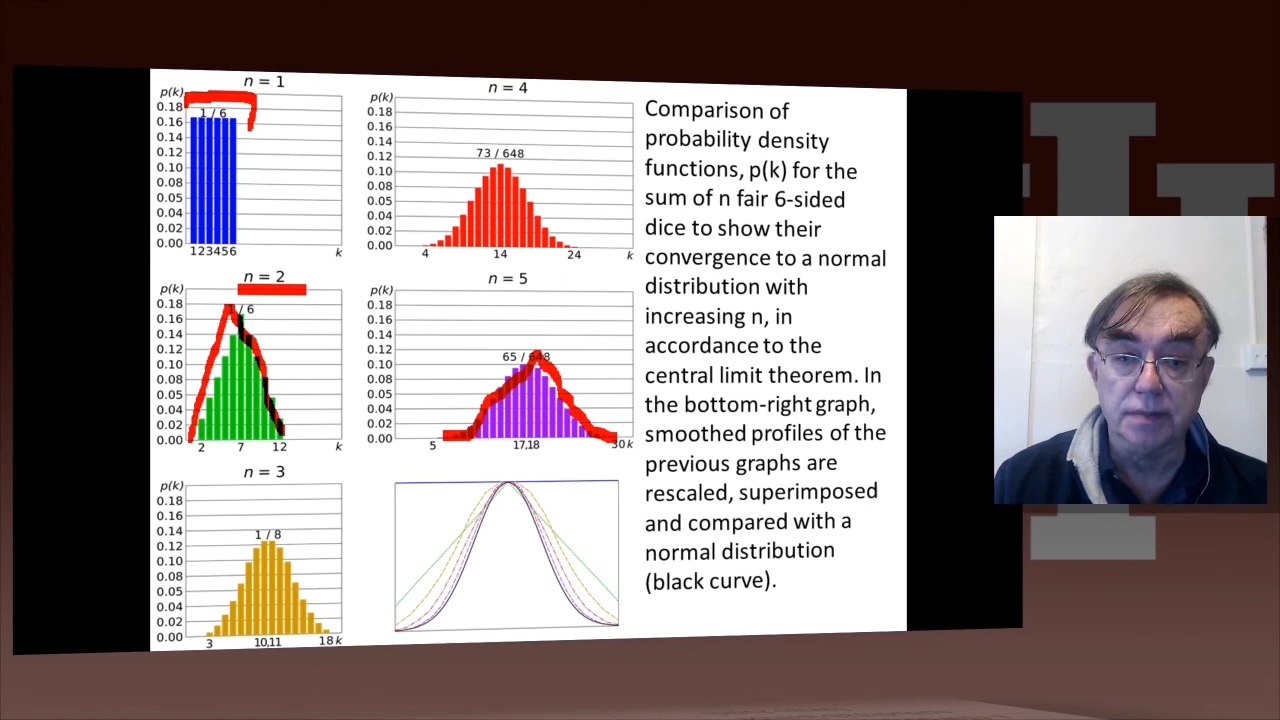 n = 1
p(k)
0.18
0.16
0.14
0.12
0.10
0.08
0.06
0.04
0.02
0.00
1 / 6
123456
k
n = 2
p(k)
0.18
0.16
0.14
0.12
0.10
0.08
0.06
0.04
0.02
0.00
/ 6
2 7 12 k
n = 3
p(k)
0.18
0.16
0.14
0.12
0.10
0.08
0.06
0.04
0.02
0.00
1 / 8
3 10,11 18 k
n = 4
p(k)
0.18
0.16
0.14
0.12
0.10
0.08
0.06
0.04
0.02
0.00
73 / 648
4 14 24 k
n = 5
p(k)
0.18
0.16
0.14
0.12
0.10
0.08
0.06
0.04
0.02
0.00
65 / 648
5 17,18 30 k
Comparison of
probability density
functions, p(k) for the
sum of n fair 6-sided
dice to show their
convergence to a normal
distribution with
increasing n, in
accordance to the
central limit theorem. In
the bottom-right graph,
smoothed profiles of the
previous graphs are
rescaled, superimposed
and compared with a
normal distribution
(black curve).